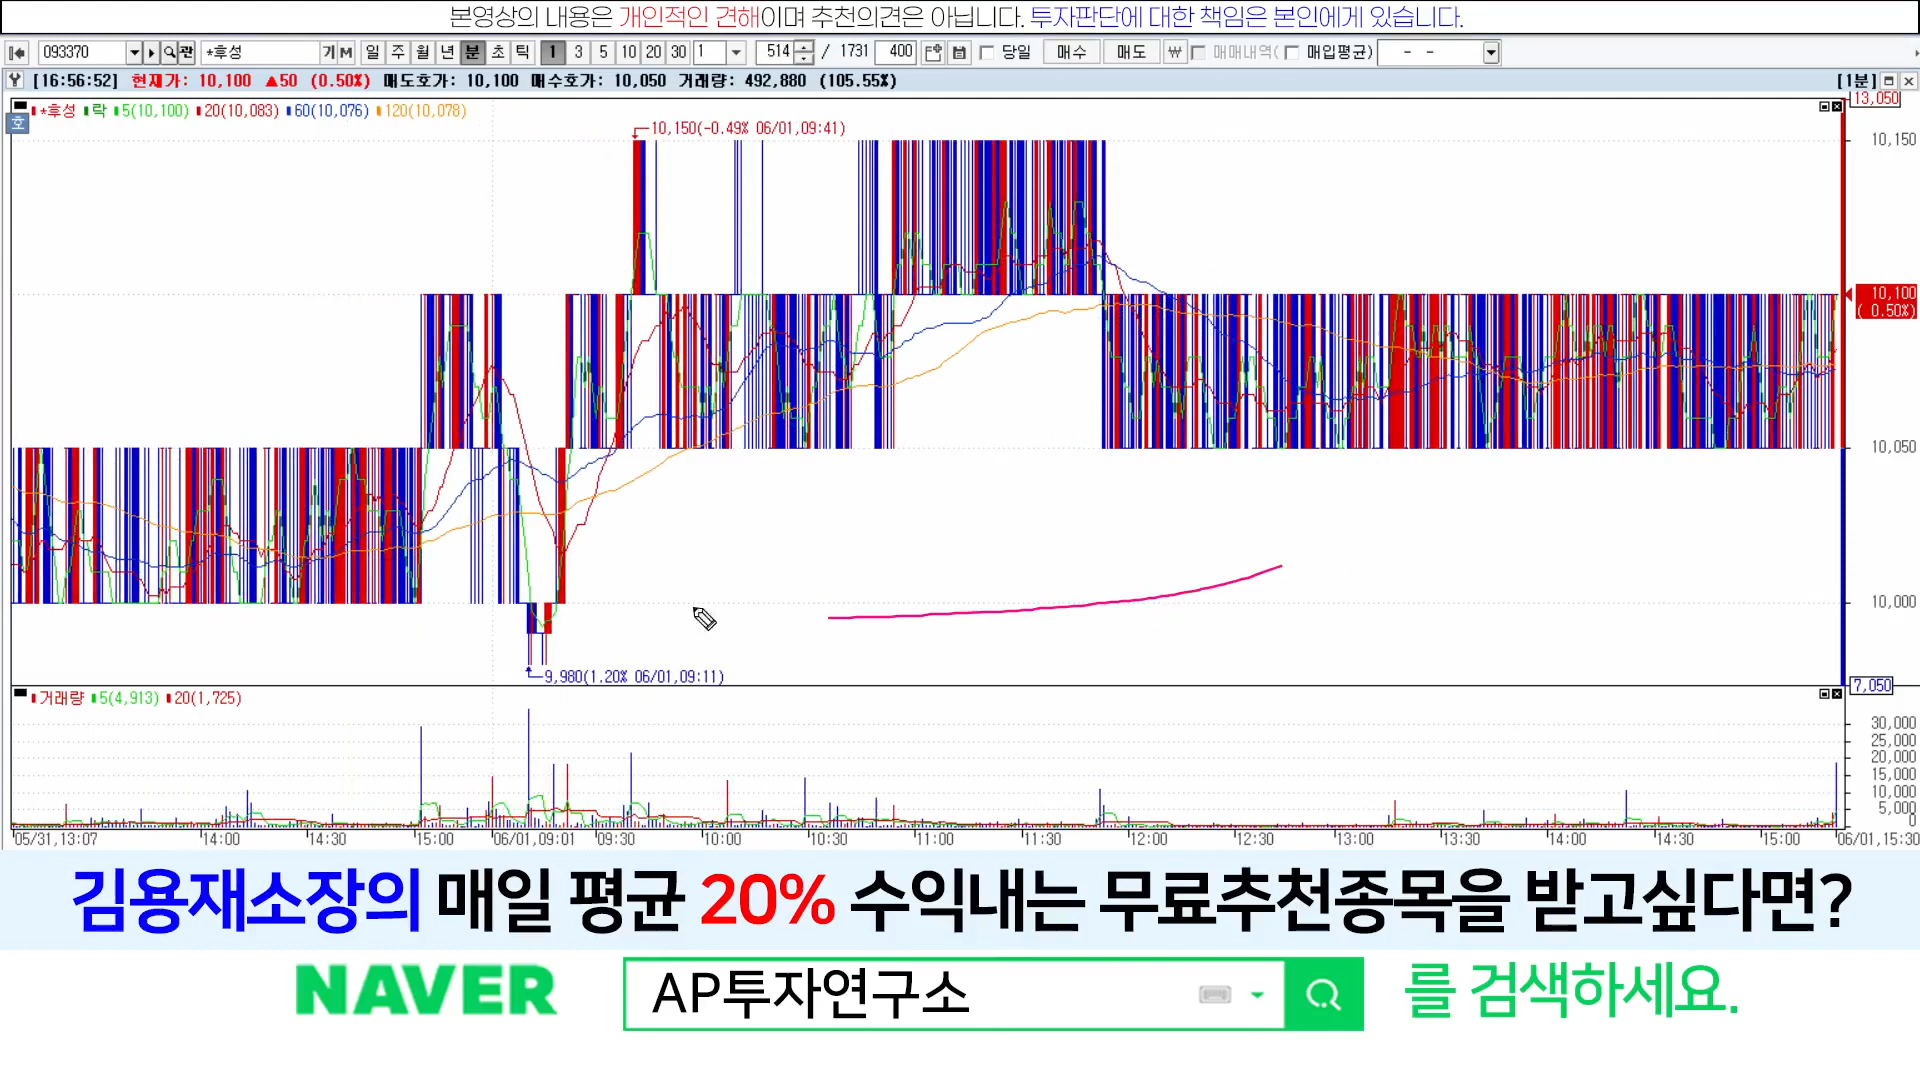 본영상의 내용은 개인적인 견해이며 추천의견은 아닙니다. 투자판단에 대한 책임은 본인에게 있습니다.
093370 관 *후성 기 M 일 주 월 년 분 초 틱 1 3 5 10 20 30 1 514 / 1731 400 당일 매수 매도 ₩ 매매내역( 매입평균) - -
[16:56:52] 현재가: 10,100 ▲50 (0.50%) 매도호가: 10,100 매수호가: 10,050 거래량: 492,880 (105.55%) [1분]
13,050
*후성 락 5(10,100) 20(10,083) 60(10,076) 120(10,078)
호
10,150(-0.49% 06/01,09:41)
10,150
10,100
( 0.50%)
10,050
10,000
9,980(1.20% 06/01,09:11)
7,050
거래량 5(4,913) 20(1,725)
30,000
25,000
20,000
15,000
10,000
5,000
0
05/31,13:07 14:00 14:30 15:00 06/01,09:01 09:30 10:00 10:30 11:00 11:30 12:00 12:30 13:00 13:30 14:00 14:30 15:00 06/01,15:30
김용재소장의 매일 평균 20% 수익내는 무료추천종목을 받고싶다면?
NAVER AP투자연구소 를 검색하세요.